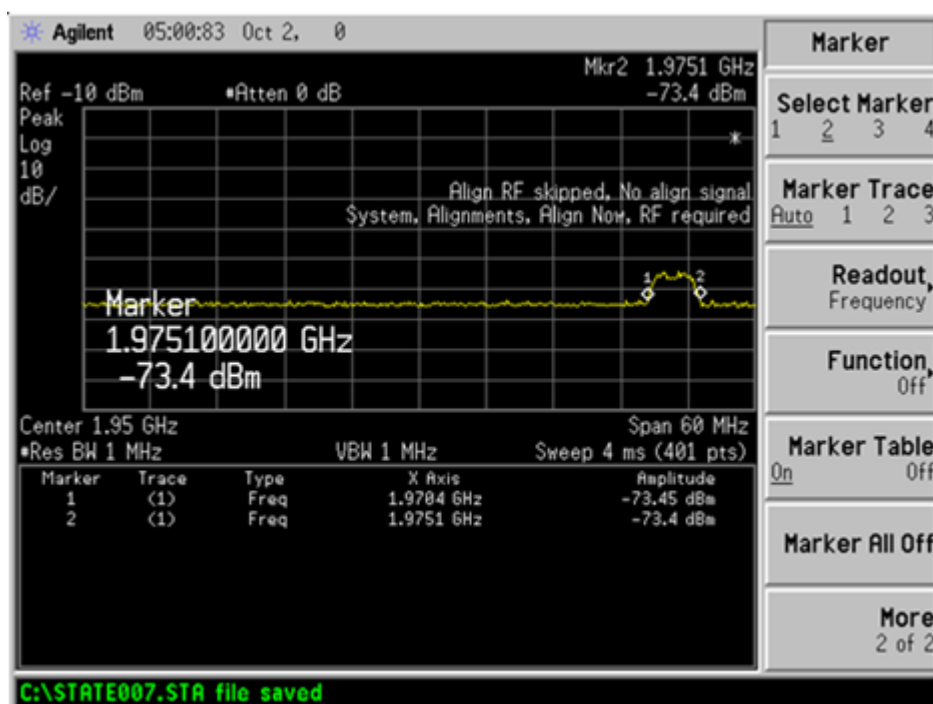 Agilent 05:00:03 Oct 2, 0
Marker
Mkr2 1.9751 GHz
Ref -10 dBm *Atten 0 dB -73.4 dBm
Peak
Log
10
dB/
*
Align RF skipped, No align signal
System, Alignments, Align Now, RF required
1 2
Marker
1.975100000 GHz
-73.4 dBm
Center 1.95 GHz Span 60 MHz
*Res BW 1 MHz VBW 1 MHz Sweep 4 ms (401 pts)
Marker Trace Type X Axis Amplitude
1 (1) Freq 1.9704 GHz -73.45 dBm
2 (1) Freq 1.9751 GHz -73.4 dBm
Select Marker
1 2 3 4
Marker Trace
Auto 1 2 3
Readout
Frequency
Function
Off
Marker Table
On Off
Marker All Off
More
2 of 2
C:\STATE007.STA file saved